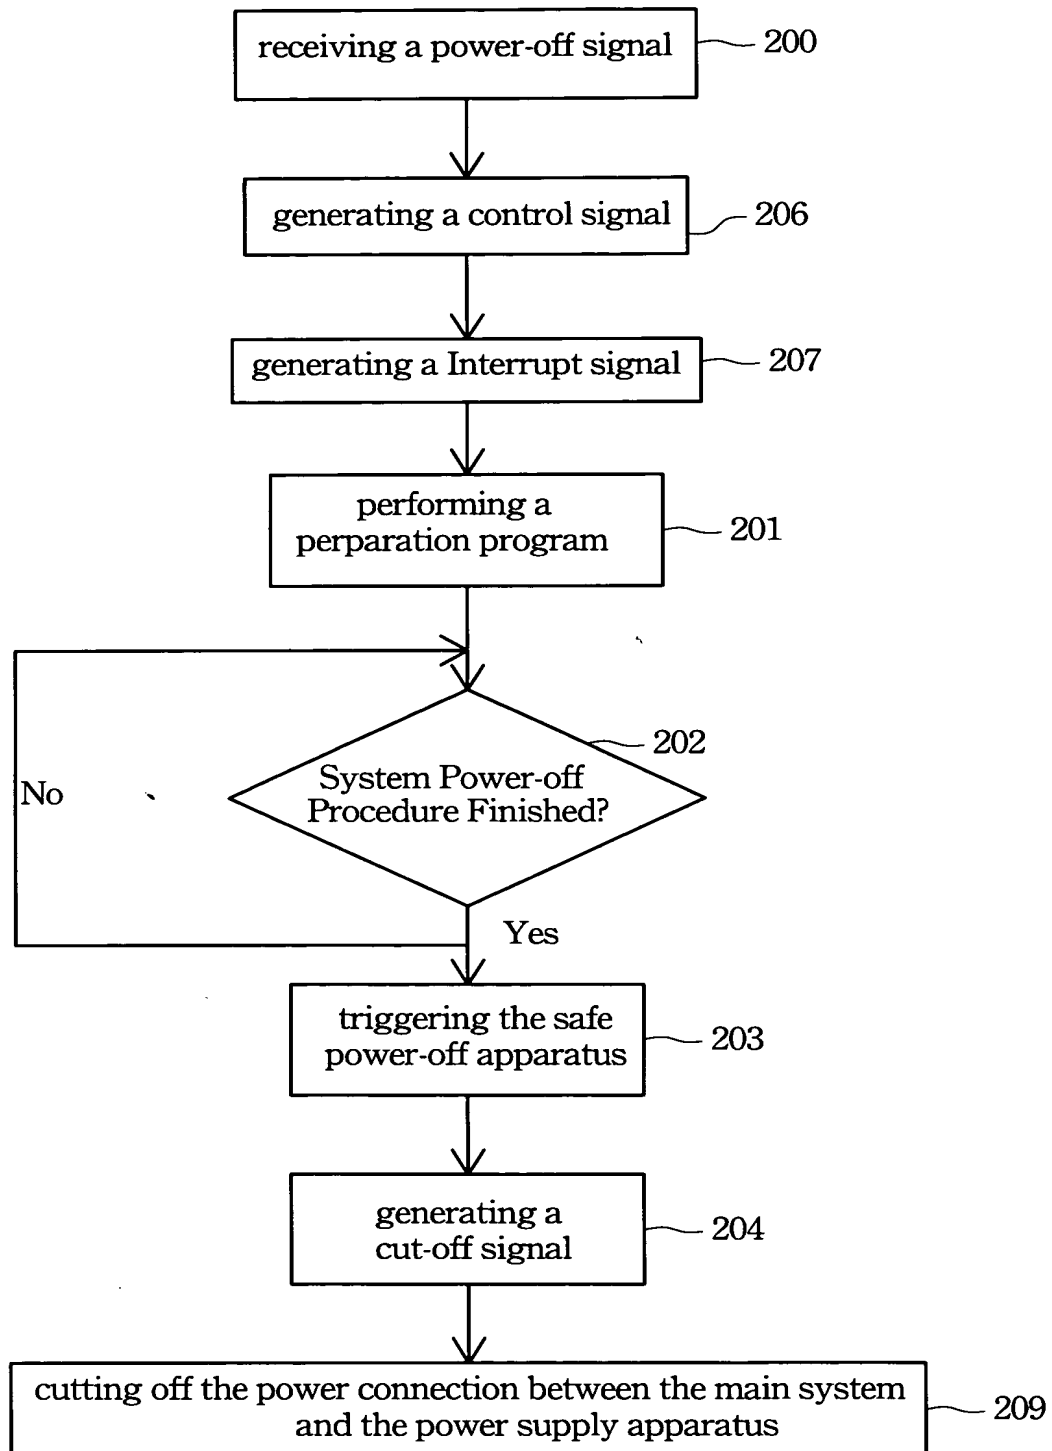 receiving a power-off signal
200
generating a control signal
206
generating a Interrupt signal
207
performing a
perparation program
201
202
System Power-off
Procedure Finished?
No
Yes
triggering the safe
power-off apparatus
203
generating a
cut-off signal
204
cutting off the power connection between the main system
and the power supply apparatus
209